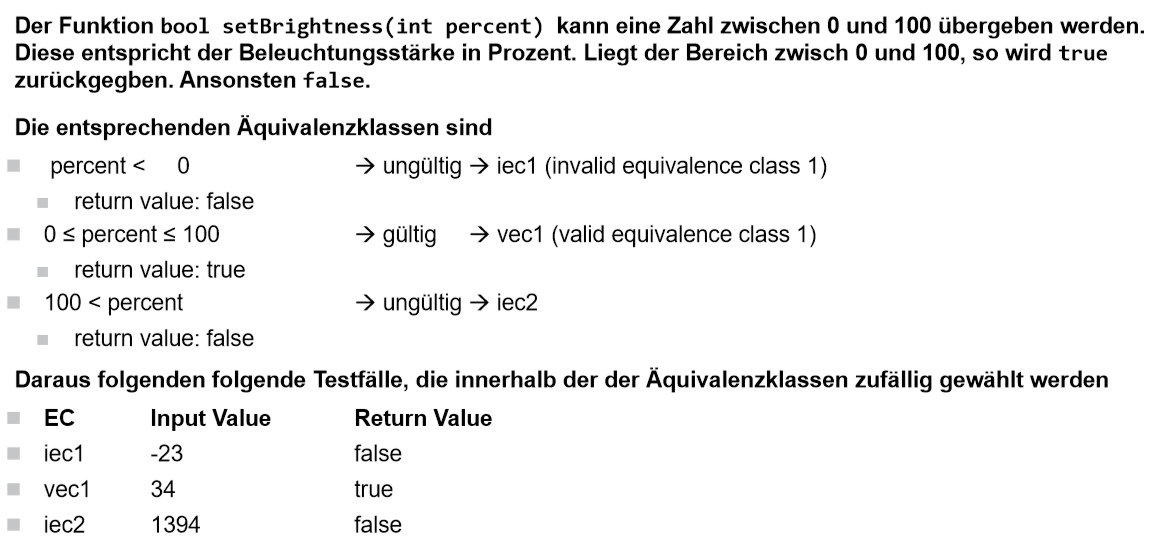 Der Funktion bool setBrightness(int percent) kann eine Zahl zwischen 0 und 100 übergeben werden.
Diese entspricht der Beleuchtungsstärke in Prozent. Liegt der Bereich zwisch 0 und 100, so wird true
zurückgegben. Ansonsten false.
Die entsprechenden Äquivalenzklassen sind
percent < 0 → ungültig → iec1 (invalid equivalence class 1)
return value: false
0 ≤ percent ≤ 100 → gültig → vec1 (valid equivalence class 1)
return value: true
100 < percent → ungültig → iec2
return value: false
Daraus folgenden folgende Testfälle, die innerhalb der der Äquivalenzklassen zufällig gewählt werden
EC Input Value Return Value
iec1 -23 false
vec1 34 true
iec2 1394 false